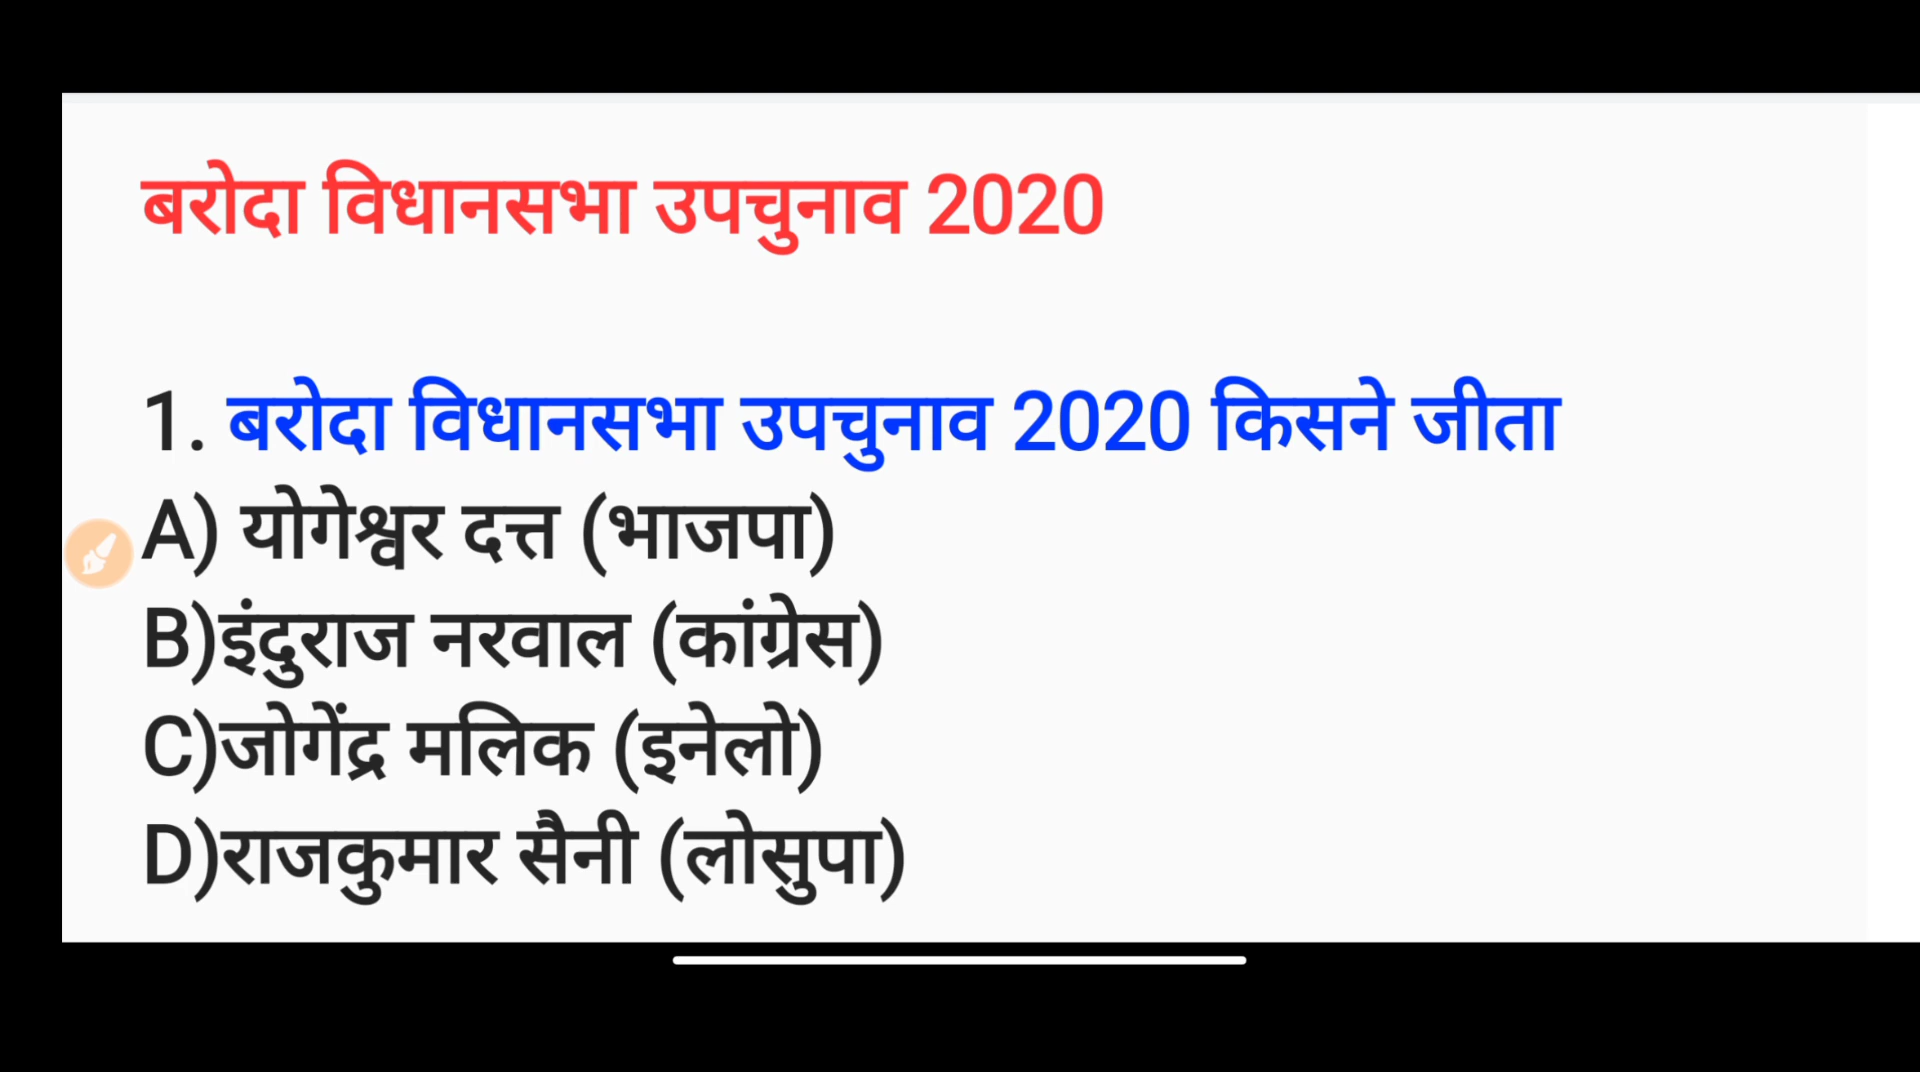 बरोदा विधानसभा उपचुनाव 2020
1. बरोदा विधानसभा उपचुनाव 2020 किसने जीता
A) योगेश्वर दत्त (भाजपा)
B)इंदुराज नरवाल (कांग्रेस)
C)जोगेंद्र मलिक (इनेलो)
D)राजकुमार सैनी (लोसुपा)